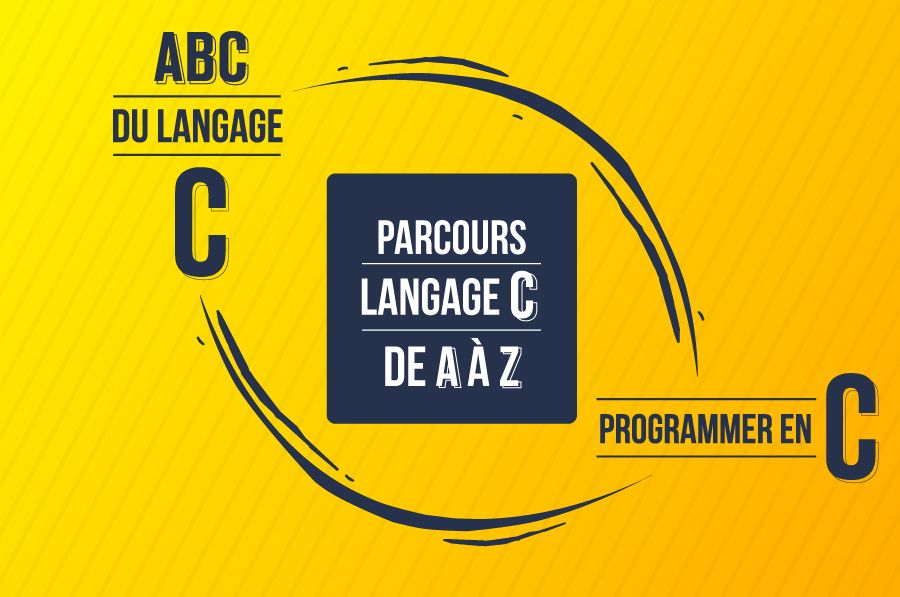 ABC
DU LANGAGE
C
PARCOURS
LANGAGE C
DE A À Z
PROGRAMMER EN C